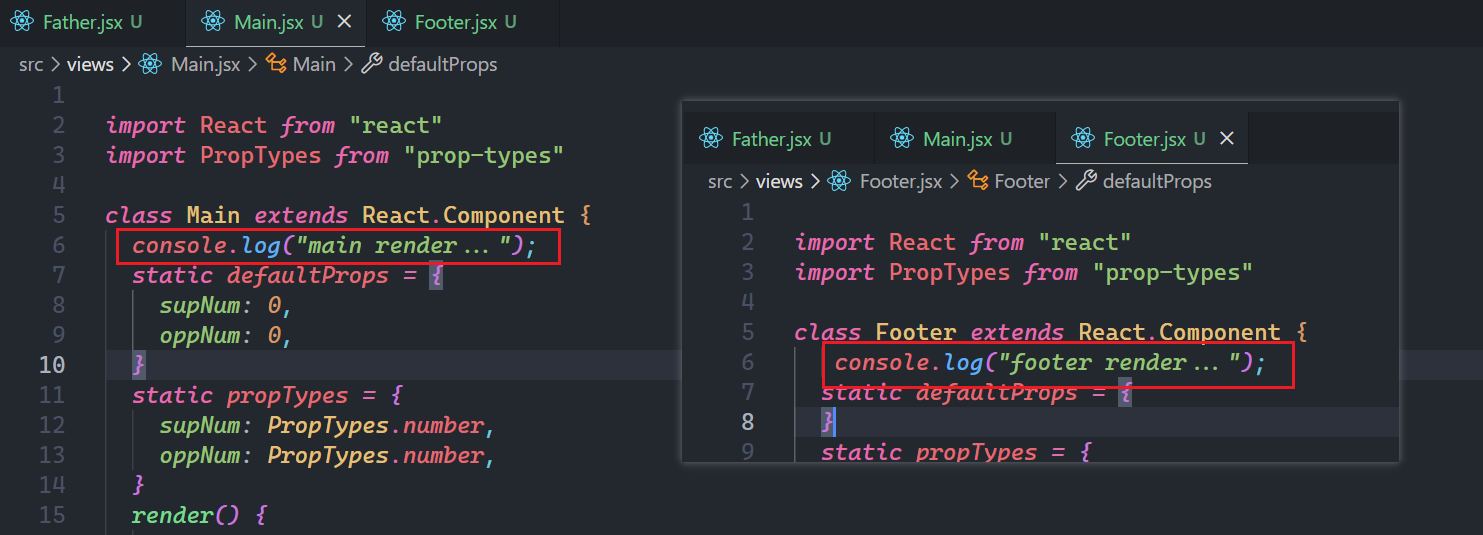 Father.jsx U Main.jsx U × Footer.jsx U
src > views > Main.jsx > Main > defaultProps
1
2 import React from "react"
3 import PropTypes from "prop-types"
4
5 class Main extends React.Component {
6 console.log("main render...");
7 static defaultProps = {
8 supNum: 0,
9 oppNum: 0,
10 }
11 static propTypes = {
12 supNum: PropTypes.number,
13 oppNum: PropTypes.number,
14 }
15 render() {
Father.jsx U Main.jsx U Footer.jsx U ×
src > views > Footer.jsx > Footer > defaultProps
1
2 import React from "react"
3 import PropTypes from "prop-types"
4
5 class Footer extends React.Component {
6 console.log("footer render...");
7 static defaultProps = {
8 }
9 static propTypes = {